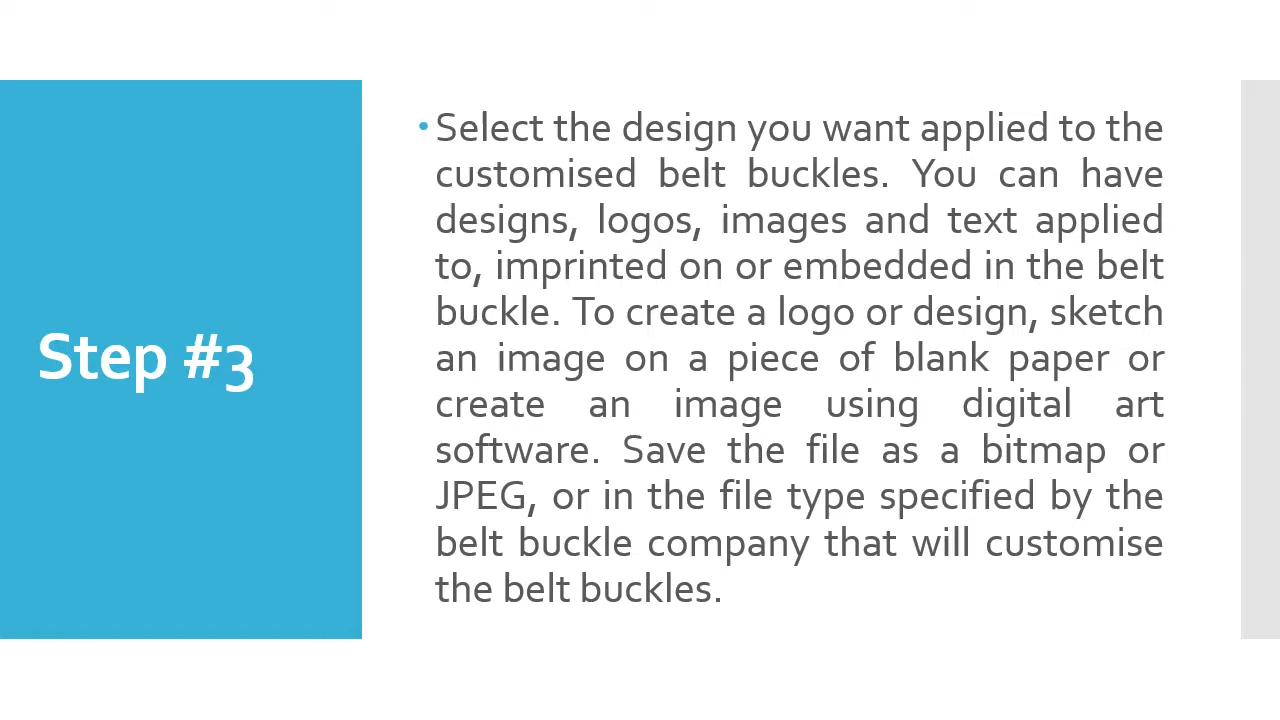 Step #3
• Select the design you want applied to the
customised belt buckles. You can have
designs, logos, images and text applied
to, imprinted on or embedded in the belt
buckle. To create a logo or design, sketch
an image on a piece of blank paper or
create an image using digital art
software. Save the file as a bitmap or
JPEG, or in the file type specified by the
belt buckle company that will customise
the belt buckles.